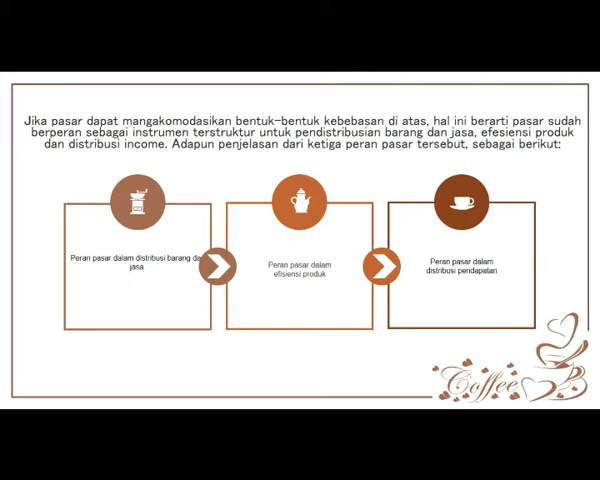 Jika pasar dapat mangakomodasikan bentuk-bentuk kebebasan di atas, hal ini berarti pasar sudah
berperan sebagai instrumen terstruktur untuk pendistribusian barang dan jasa, efesiensi produk
dan distribusi income. Adapun penjelasan dari ketiga peran pasar tersebut, sebagai berikut:
Peran pasar dalam distribusi barang da
jasa.
Peran pasar dalam
efisiensi produk
Peran pasar dalam
distribusi pendapatan
Coffee